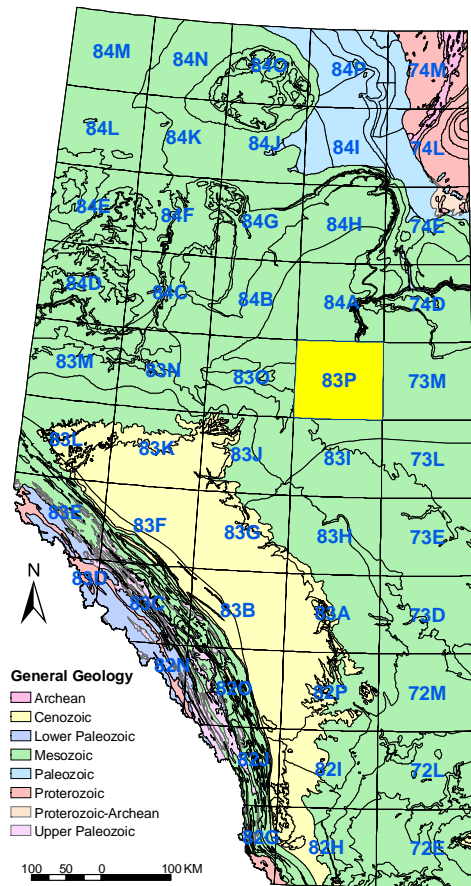 84M 84N 84O 84P 74M
84L 84K 84J 84I 74L
84E 84F 84G 84H 74E
84D 84C 84B 84A 74D
83M 83N 83O 83P 73M
83L 83K 83J 83I 73L
83E 83F 83G 83H 73E
83D 83C 83B 83A 73D
82N 82O 82P 72M
82J 82I 72L
82G 82H 72E
N
General Geology
Archean
Cenozoic
Lower Paleozoic
Mesozoic
Paleozoic
Proterozoic
Proterozoic-Archean
Upper Paleozoic
100 50 0 100 KM